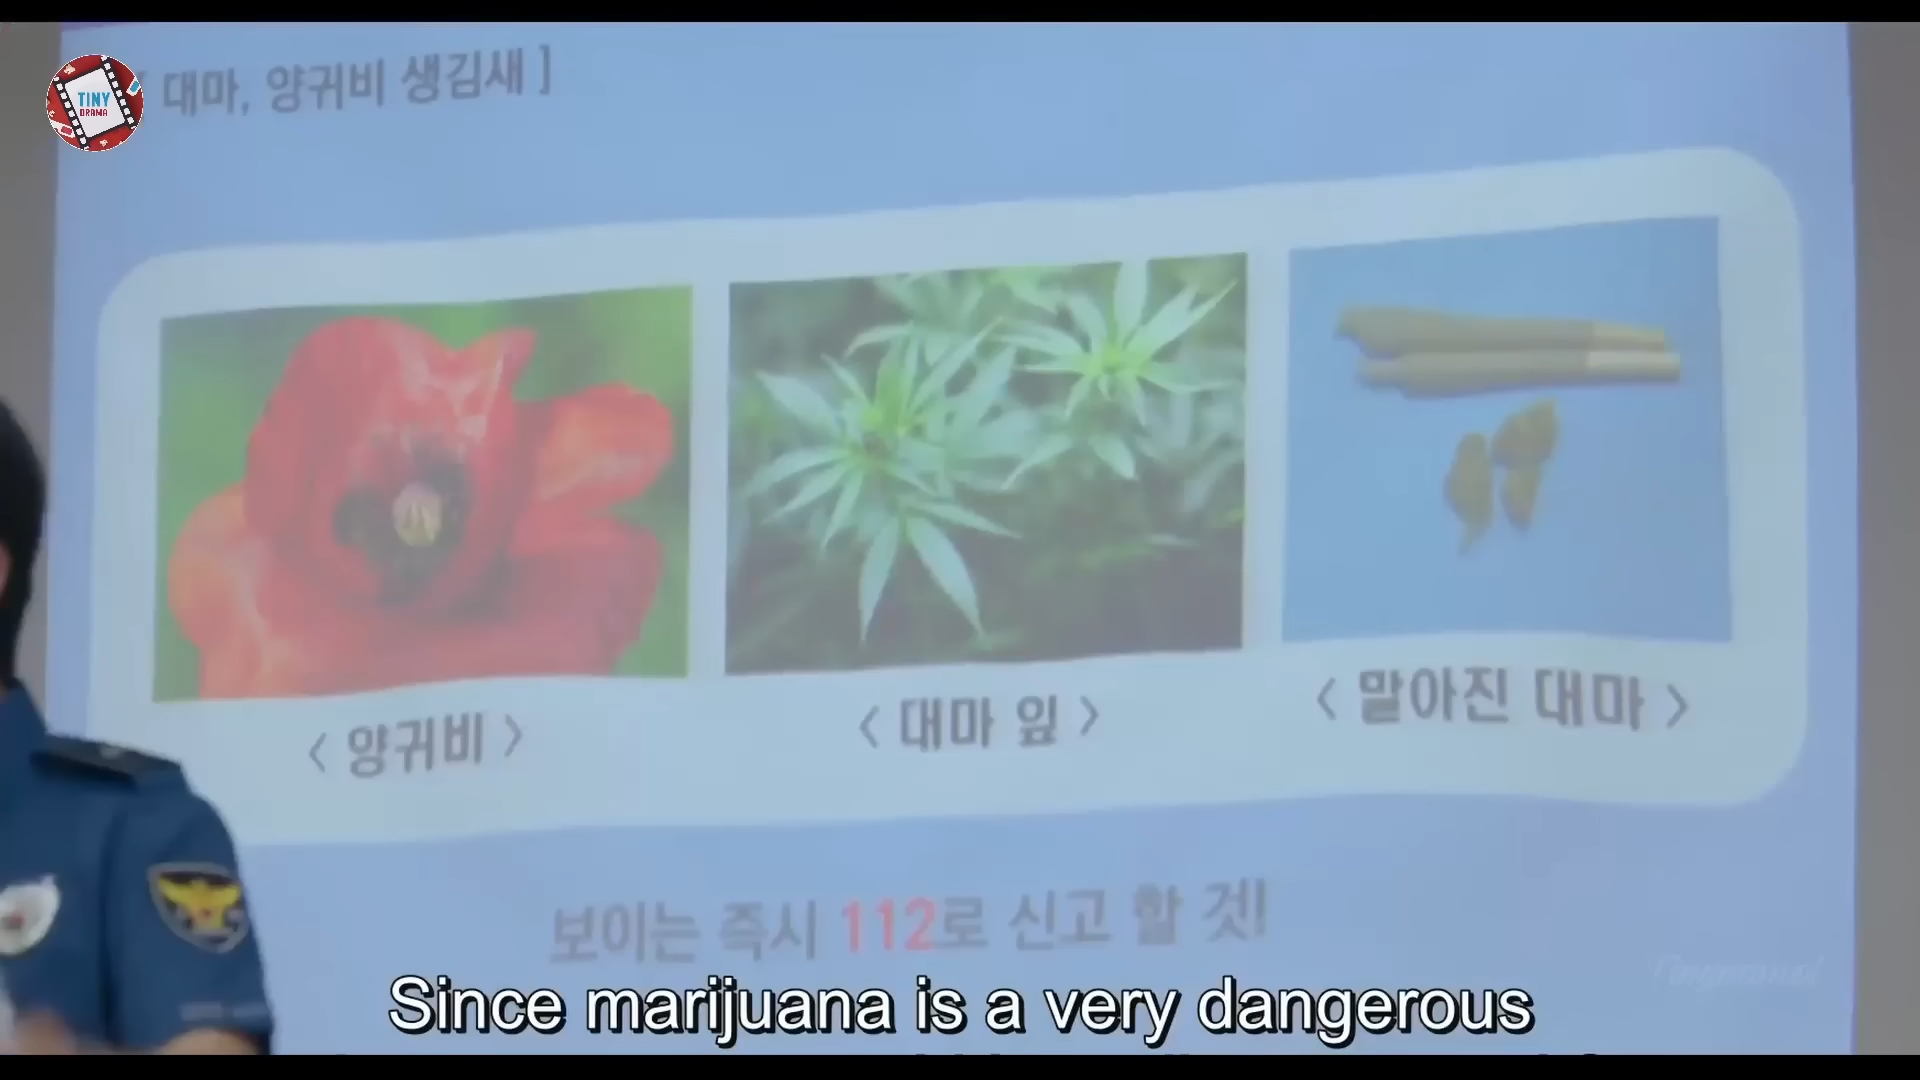 TINY
DRAMA
[ 대마, 양귀비 생김새 ]
< 양귀비 >
< 대마 잎 >
< 말아진 대마 >
보이는 즉시 112로 신고 할 것!
Since marijuana is a very dangerous